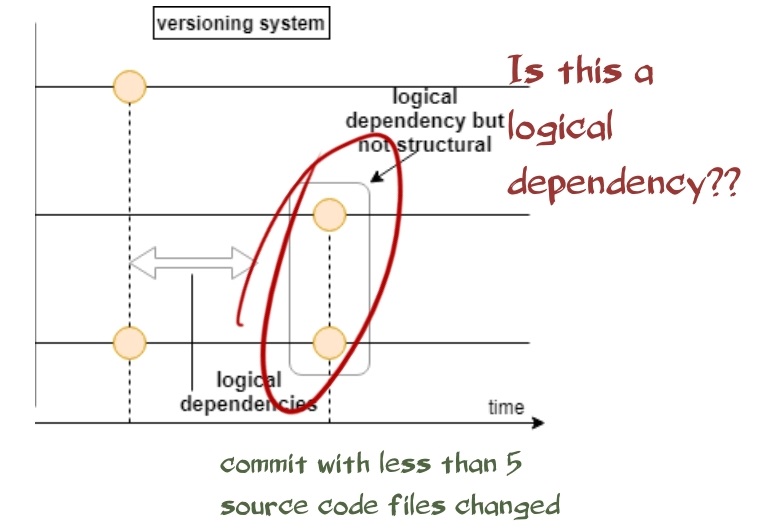 versioning system
Is this a
logical
dependency??
logical
dependency but
not structural
logical
dependencies
time
commit with less than 5
source code files changed